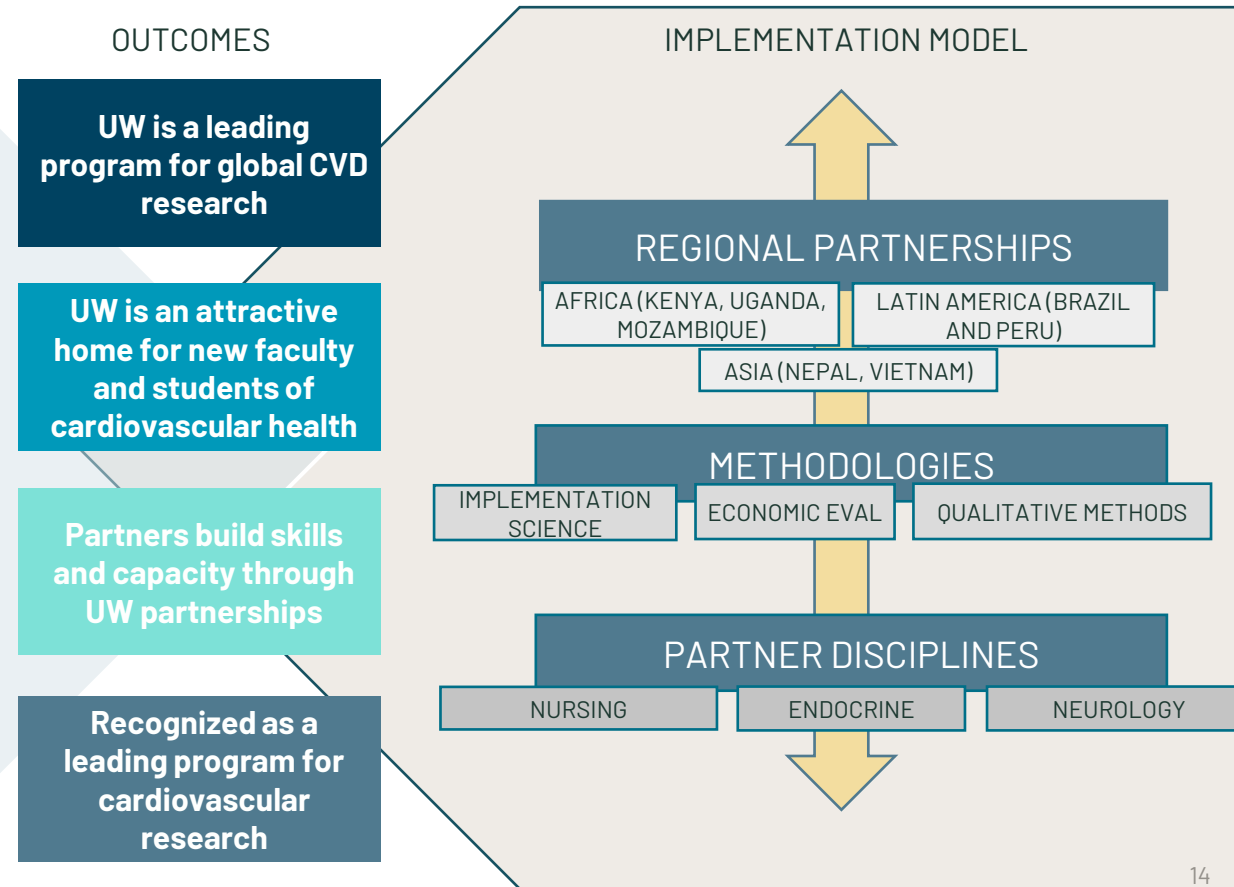 OUTCOMES
UW is a leading
program for global CVD
research
UW is an attractive
home for new faculty
and students of
cardiovascular health
Partners build skills
and capacity through
UW partnerships
Recognized as a
leading program for
cardiovascular
research
IMPLEMENTATION MODEL
REGIONAL PARTNERSHIPS
AFRICA (KENYA, UGANDA,
MOZAMBIQUE)
LATIN AMERICA (BRAZIL
AND PERU)
ASIA (NEPAL, VIETNAM)
METHODOLOGIES
IMPLEMENTATION
SCIENCE
ECONOMIC EVAL
QUALITATIVE METHODS
PARTNER DISCIPLINES
NURSING
ENDOCRINE
NEUROLOGY
14